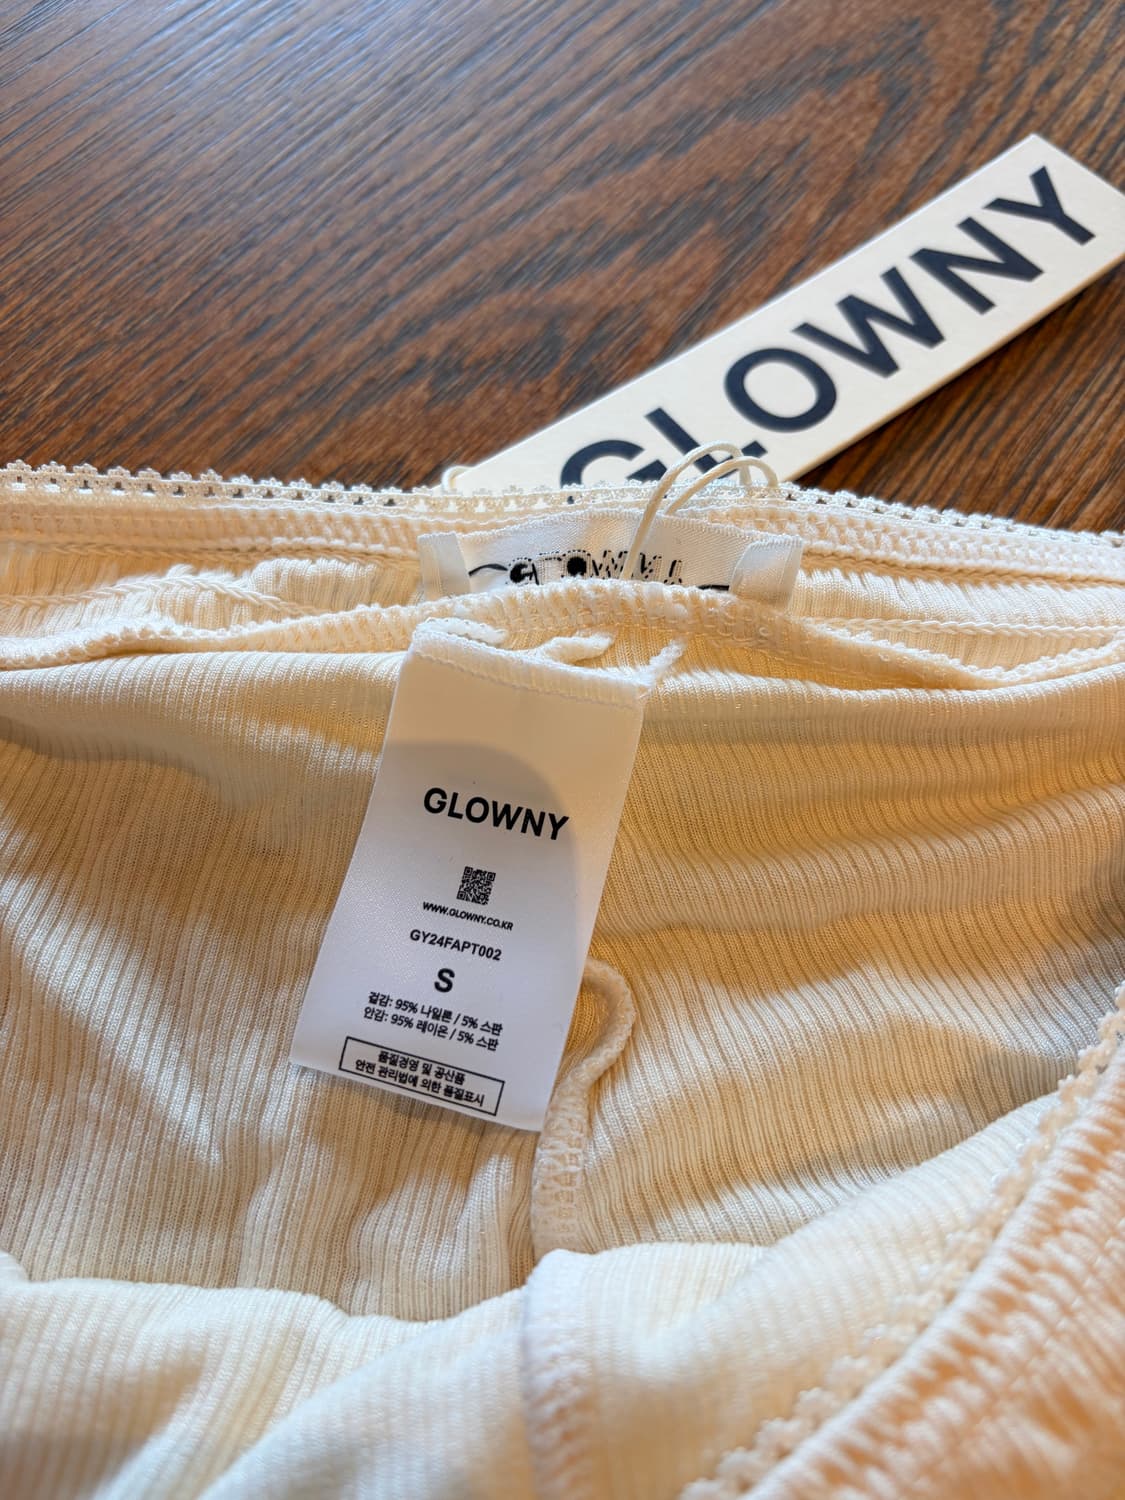 GLOWNY
GLOWNY
WWW.GLOWNY.CO.KR
GY24FAPT002
S
겉감: 95% 나일론 / 5% 스판
안감: 95% 레이온 / 5% 스판
품질경영 및 공산품
안전 관리법에 의한 품질표시